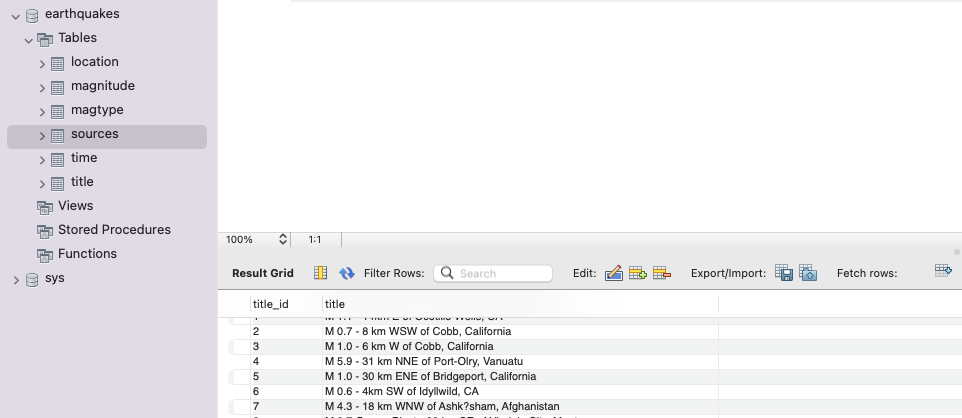 earthquakes
Tables
location
magnitude
magtype
sources
time
title
Views
Stored Procedures
Functions
sys
100% 1:1
Result Grid Filter Rows: Search Edit: Export/Import: Fetch rows:
title_id title
2 M 0.7 - 8 km WSW of Cobb, California
3 M 1.0 - 6 km W of Cobb, California
4 M 5.9 - 31 km NNE of Port-Olry, Vanuatu
5 M 1.0 - 30 km ENE of Bridgeport, California
6 M 0.6 - 4km SW of Idyllwild, CA
7 M 4.3 - 18 km WNW of Ashk?sham, Afghanistan